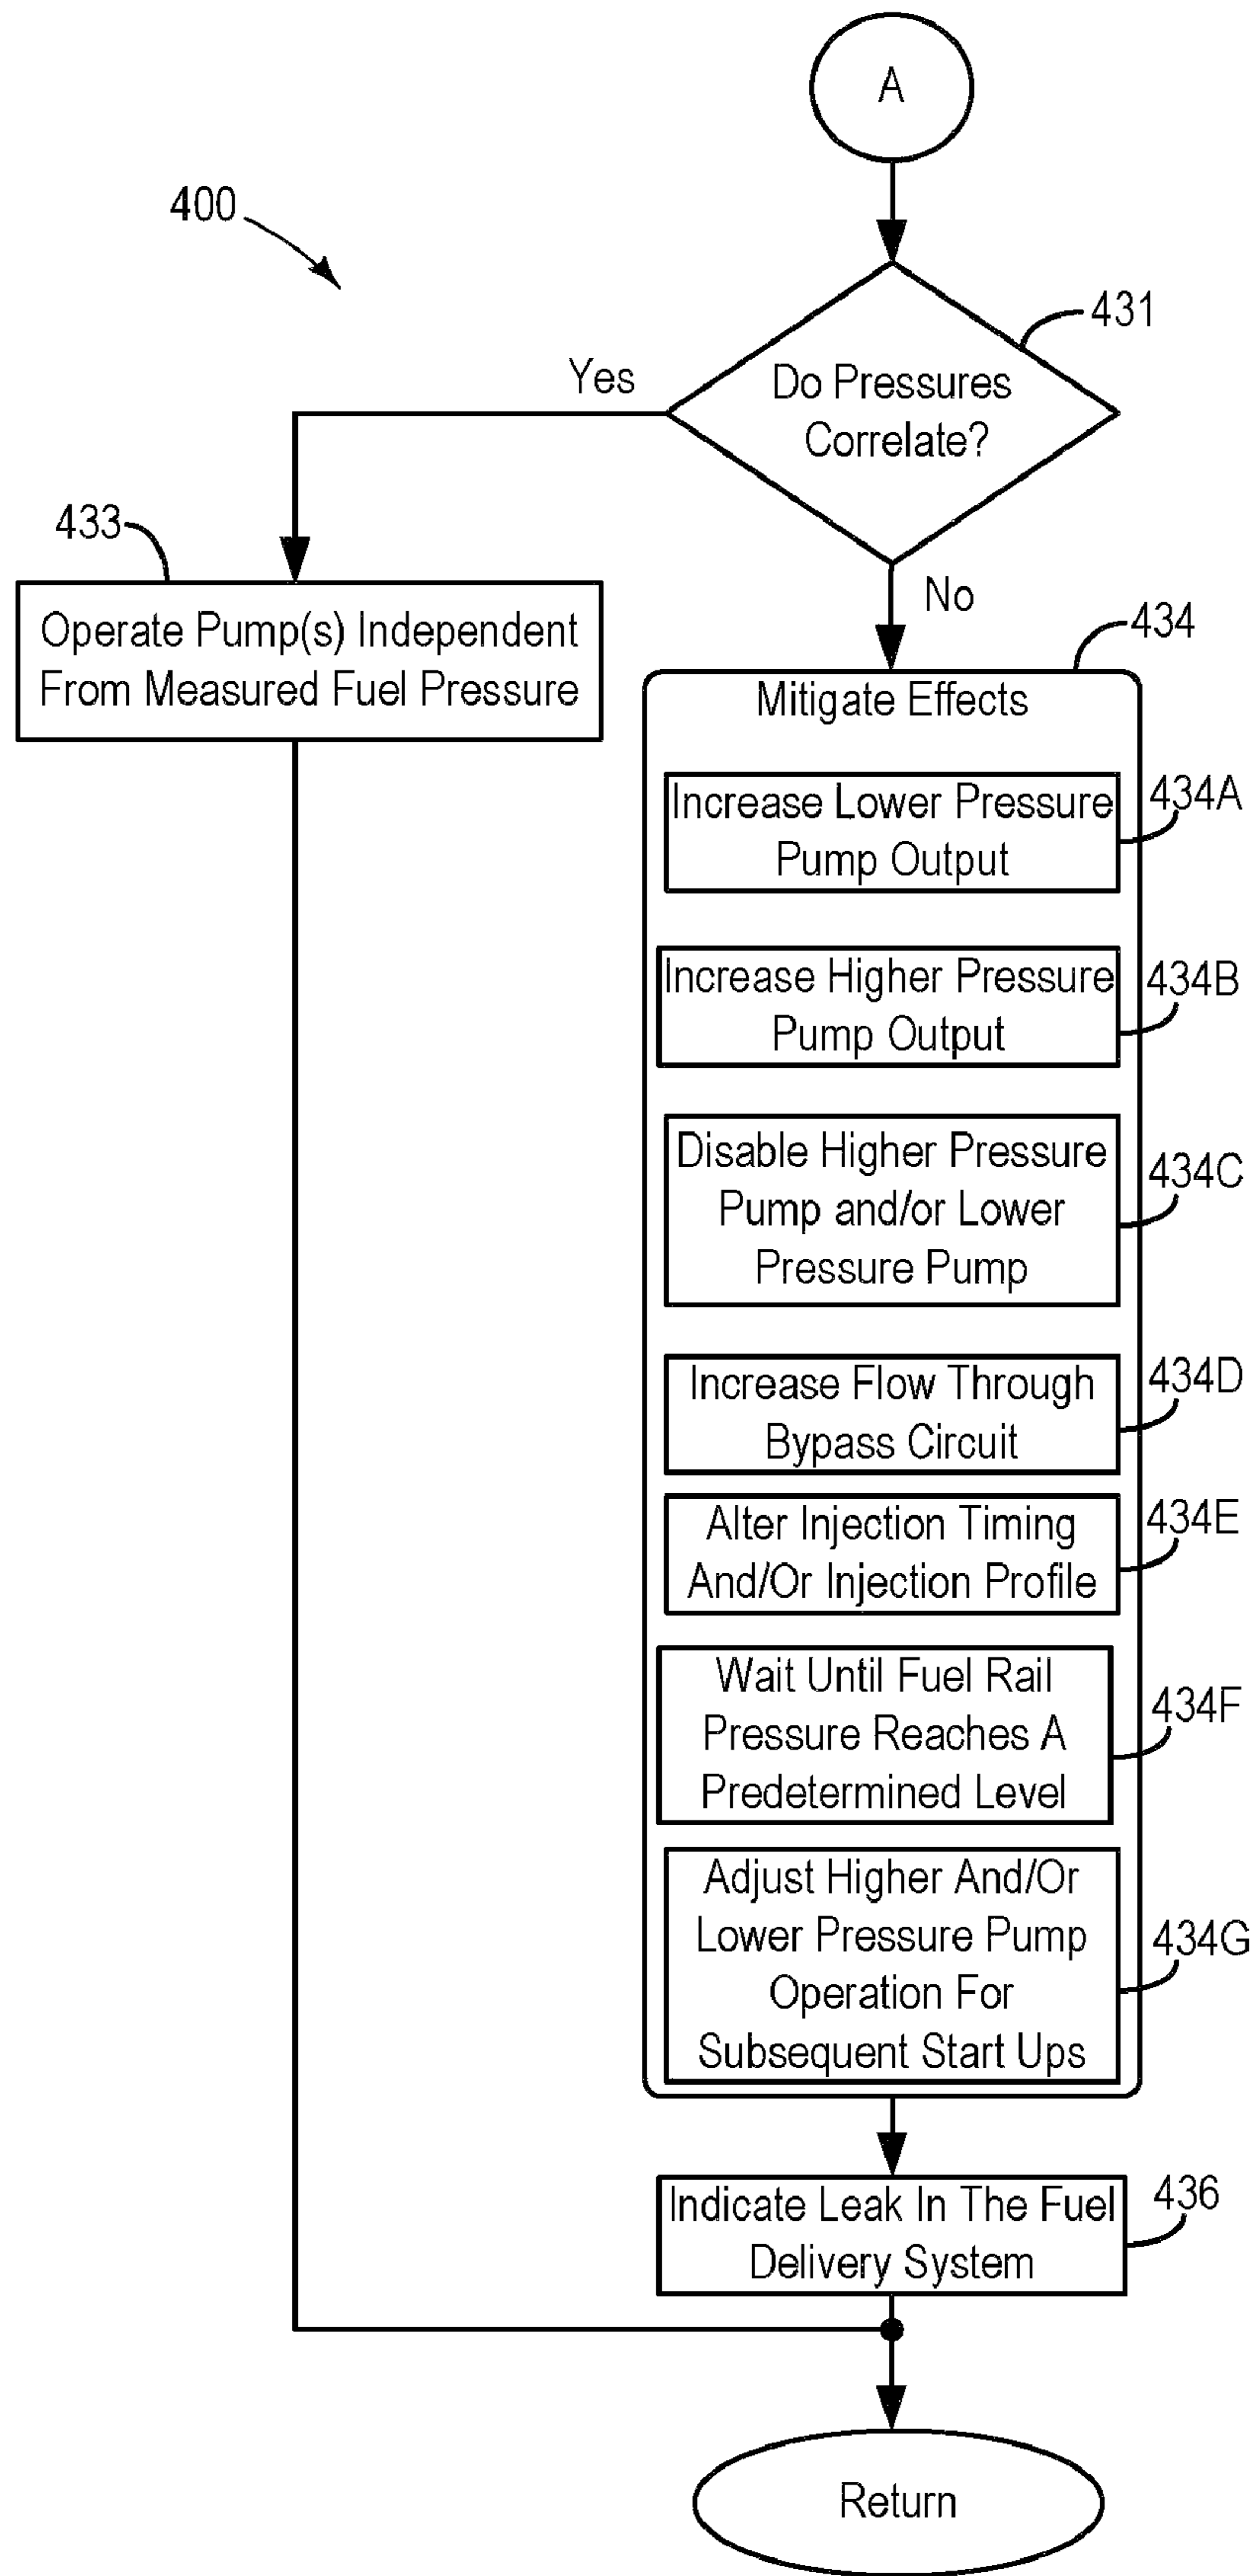 A
400
431
Do Pressures
Correlate?
Yes
433
No
Operate Pump(s) Independent
From Measured Fuel Pressure
434
Mitigate Effects
Increase Lower Pressure
Pump Output
434A
Increase Higher Pressure
Pump Output
434B
Disable Higher Pressure
Pump and/or Lower
Pressure Pump
434C
Increase Flow Through
Bypass Circuit
434D
Alter Injection Timing
And/Or Injection Profile
434E
Wait Until Fuel Rail
Pressure Reaches A
Predetermined Level
434F
Adjust Higher And/Or
Lower Pressure Pump
Operation For
Subsequent Start Ups
434G
Indicate Leak In The Fuel
Delivery System
436
Return